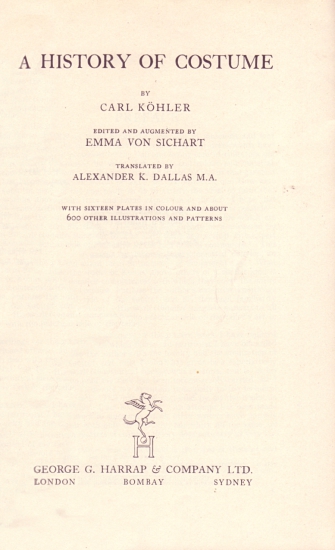 A HISTORY OF COSTUME
BY
CARL KÖHLER
EDITED AND AUGMENTED BY
EMMA VON SICHART
TRANSLATED BY
ALEXANDER K. DALLAS M.A.
WITH SIXTEEN PLATES IN COLOUR AND ABOUT
600 OTHER ILLUSTRATIONS AND PATTERNS
H
GEORGE G. HARRAP & COMPANY LTD.
LONDON BOMBAY SYDNEY